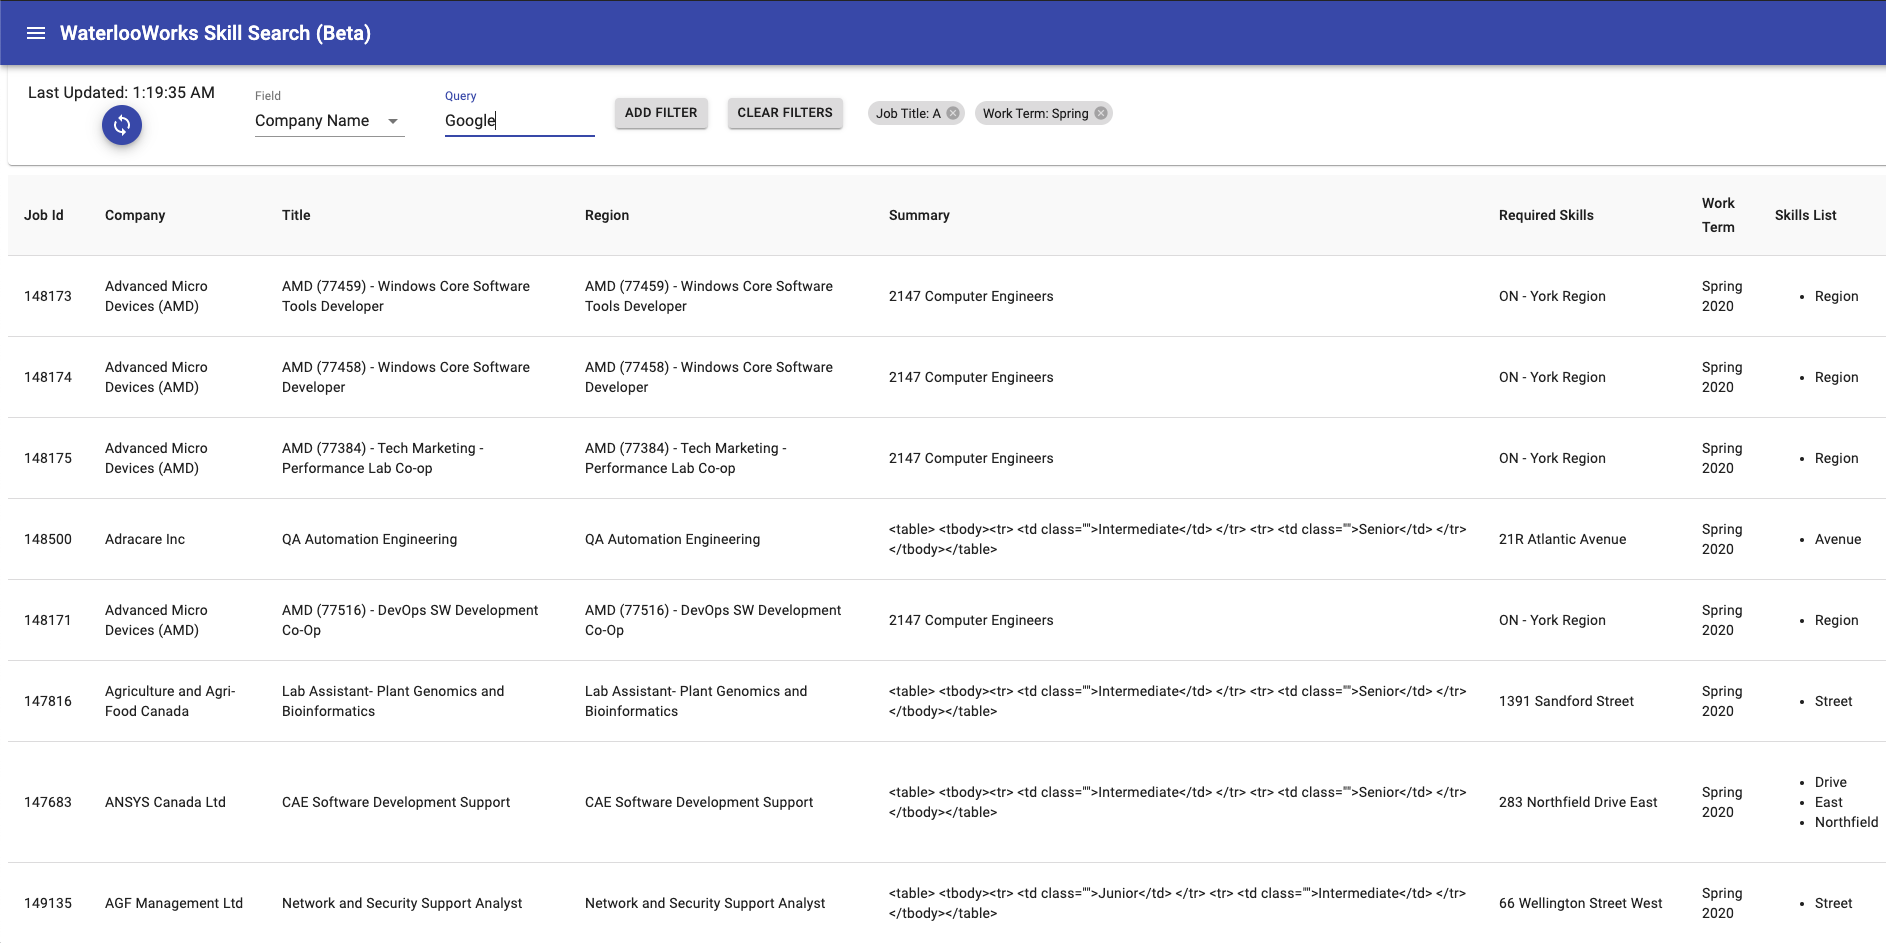 WaterlooWorks Skill Search (Beta)
Last Updated: 1:19:35 AM
Field
Company Name
Query
Google
ADD FILTER
CLEAR FILTERS
Job Title: A
Work Term: Spring
Job Id Company Title Region Summary Required Skills Work Term Skills List
148173 Advanced Micro Devices (AMD) AMD (77459) - Windows Core Software Tools Developer AMD (77459) - Windows Core Software Tools Developer 2147 Computer Engineers ON - York Region Spring 2020 • Region
148174 Advanced Micro Devices (AMD) AMD (77458) - Windows Core Software Developer AMD (77458) - Windows Core Software Developer 2147 Computer Engineers ON - York Region Spring 2020 • Region
148175 Advanced Micro Devices (AMD) AMD (77384) - Tech Marketing - Performance Lab Co-op AMD (77384) - Tech Marketing - Performance Lab Co-op 2147 Computer Engineers ON - York Region Spring 2020 • Region
148500 Adracare Inc QA Automation Engineering QA Automation Engineering <table> <tbody><tr> <td class="">Intermediate</td> </tr> <tr> <td class="">Senior</td> </tr> </tbody></table> 21R Atlantic Avenue Spring 2020 • Avenue
148171 Advanced Micro Devices (AMD) AMD (77516) - DevOps SW Development Co-Op AMD (77516) - DevOps SW Development Co-Op 2147 Computer Engineers ON - York Region Spring 2020 • Region
147816 Agriculture and Agri-Food Canada Lab Assistant- Plant Genomics and Bioinformatics Lab Assistant- Plant Genomics and Bioinformatics <table> <tbody><tr> <td class="">Intermediate</td> </tr> <tr> <td class="">Senior</td> </tr> </tbody></table> 1391 Sandford Street Spring 2020 • Street
147683 ANSYS Canada Ltd CAE Software Development Support CAE Software Development Support <table> <tbody><tr> <td class="">Intermediate</td> </tr> <tr> <td class="">Senior</td> </tr> </tbody></table> 283 Northfield Drive East Spring 2020 • Drive • East • Northfield
149135 AGF Management Ltd Network and Security Support Analyst Network and Security Support Analyst <table> <tbody><tr> <td class="">Junior</td> </tr> <tr> <td class="">Intermediate</td> </tr> </tbody></table> 66 Wellington Street West Spring 2020 • Street